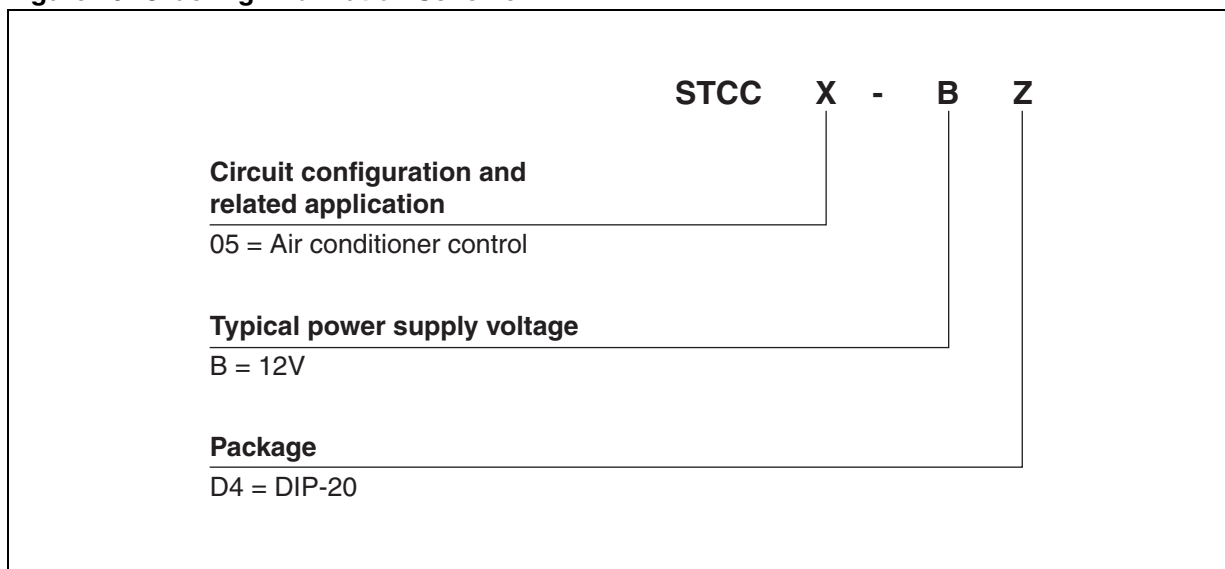 STCC X - B Z
Circuit configuration and
related application
05 = Air conditioner control
Typical power supply voltage
B = 12V
Package
D4 = DIP-20